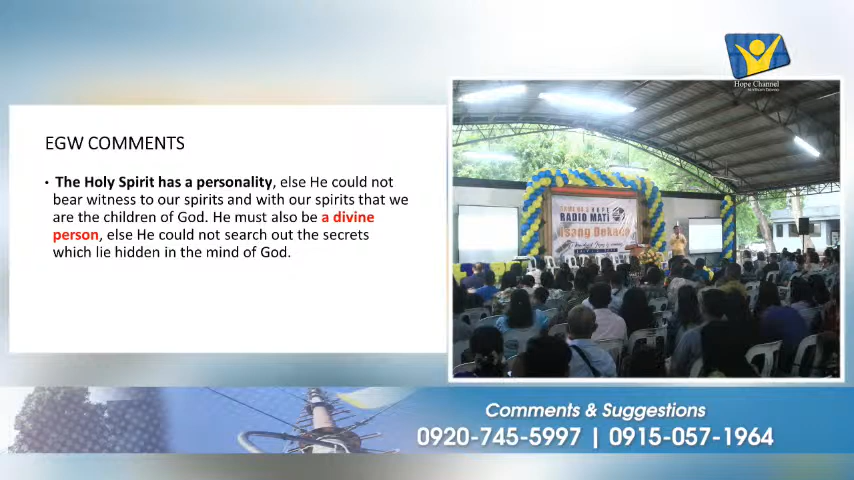 Hope Channel
EGW COMMENTS
• The Holy Spirit has a personality, else He could not
bear witness to our spirits and with our spirits that we
are the children of God. He must also be a divine
person, else He could not search out the secrets
which lie hidden in the mind of God.
RADIO MATI
Isang Dekada
Comments & Suggestions
0920-745-5997 | 0915-057-1964